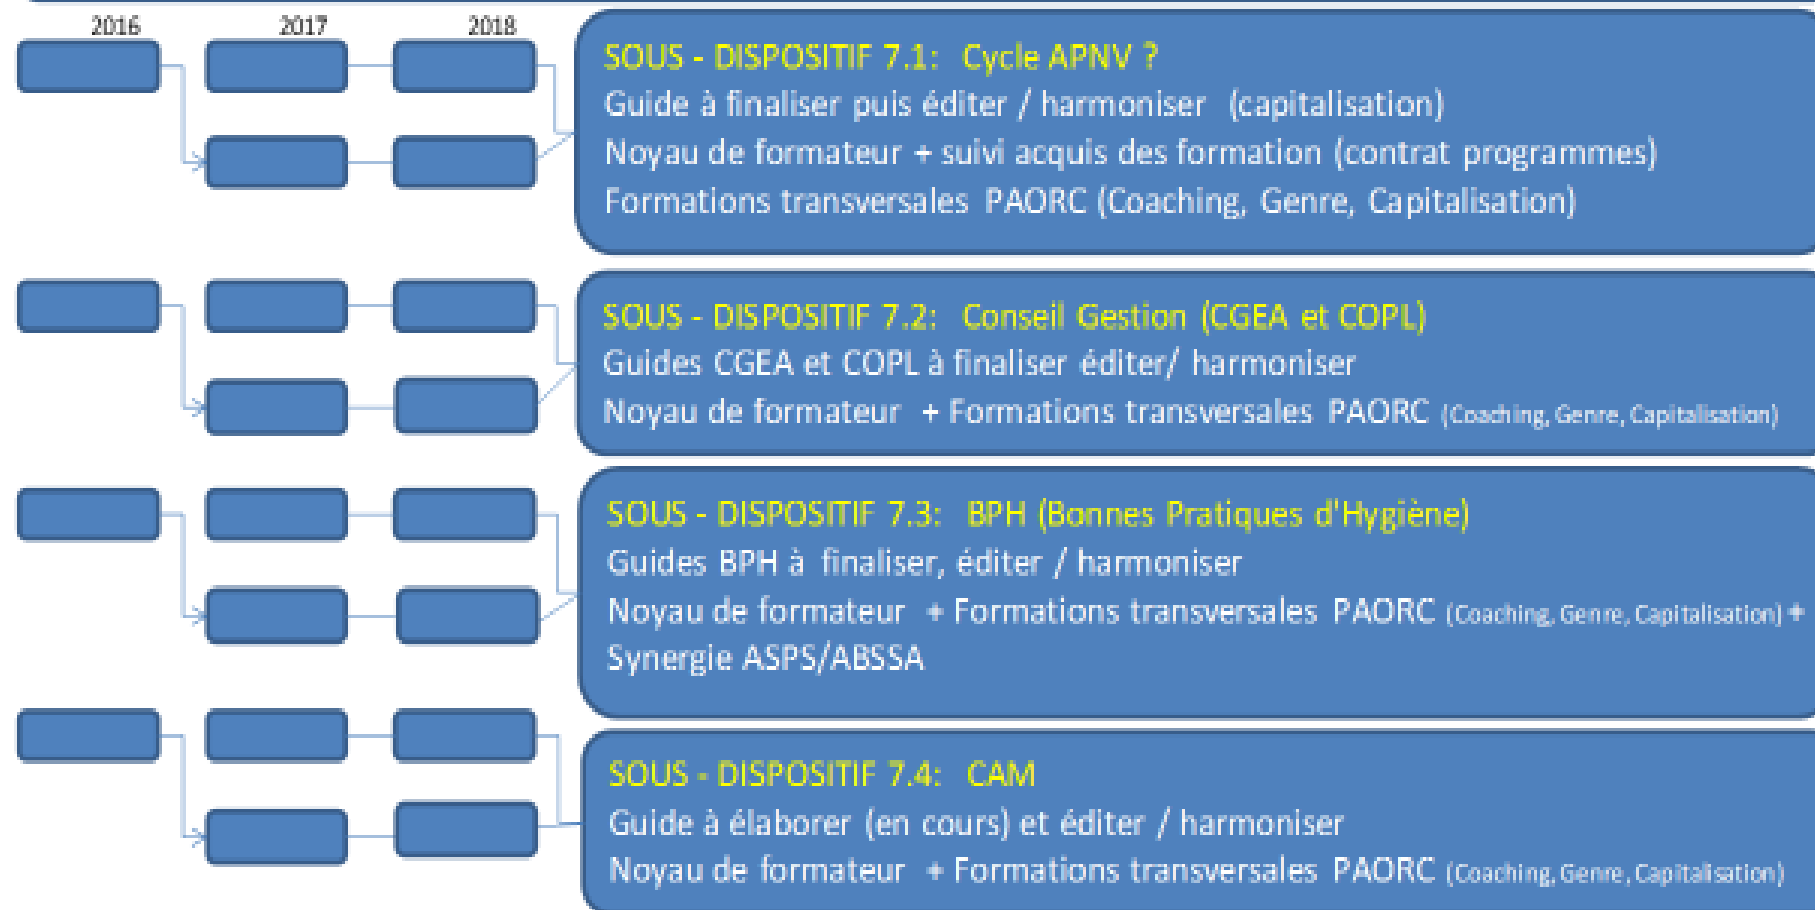 2016 2017 2018
SOUS - DISPOSITIF 7.1: Cycle APNV ?
Guide à finaliser puis éditer / harmoniser (capitalisation)
Noyau de formateur + suivi acquis des formation (contrat programmes)
Formations transversales PAORC (Coaching, Genre, Capitalisation)
SOUS - DISPOSITIF 7.2: Conseil Gestion (CGEA et COPL)
Guides CGEA et COPL à finaliser éditer/ harmoniser
Noyau de formateur + Formations transversales PAORC (Coaching, Genre, Capitalisation)
SOUS - DISPOSITIF 7.3: BPH (Bonnes Pratiques d'Hygiène)
Guides BPH à finaliser, éditer / harmoniser
Noyau de formateur + Formations transversales PAORC (Coaching, Genre, Capitalisation) +
Synergie ASPS/ABSSA
SOUS - DISPOSITIF 7.4: CAM
Guide à élaborer (en cours) et éditer / harmoniser
Noyau de formateur + Formations transversales PAORC (Coaching, Genre, Capitalisation)